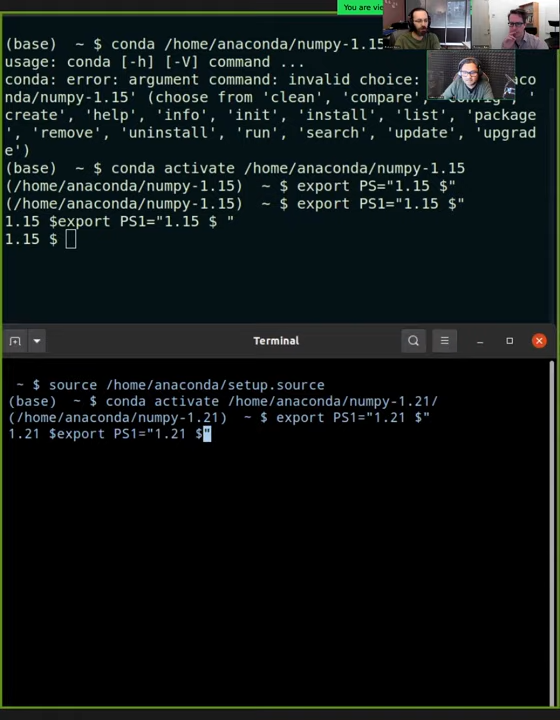 You are vie
(base)  ~ $ conda /home/anaconda/numpy-1.15
usage: conda [-h] [-V] command ...
conda: error: argument command: invalid choice:
nda/numpy-1.15' (choose from 'clean', 'compare', '
create', 'help', 'info', 'init', 'install', 'list', 'package
', 'remove', 'uninstall', 'run', 'search', 'update', 'upgrad
e')
(base)  ~ $ conda activate /home/anaconda/numpy-1.15
(/home/anaconda/numpy-1.15)  ~ $ export PS="1.15 $"
(/home/anaconda/numpy-1.15)  ~ $ export PS1="1.15 $"
1.15 $export PS1="1.15 $ "
1.15 $
Terminal
~ $ source /home/anaconda/setup.source
(base)  ~ $ conda activate /home/anaconda/numpy-1.21/
(/home/anaconda/numpy-1.21)  ~ $ export PS1="1.21 $"
1.21 $export PS1="1.21 $"